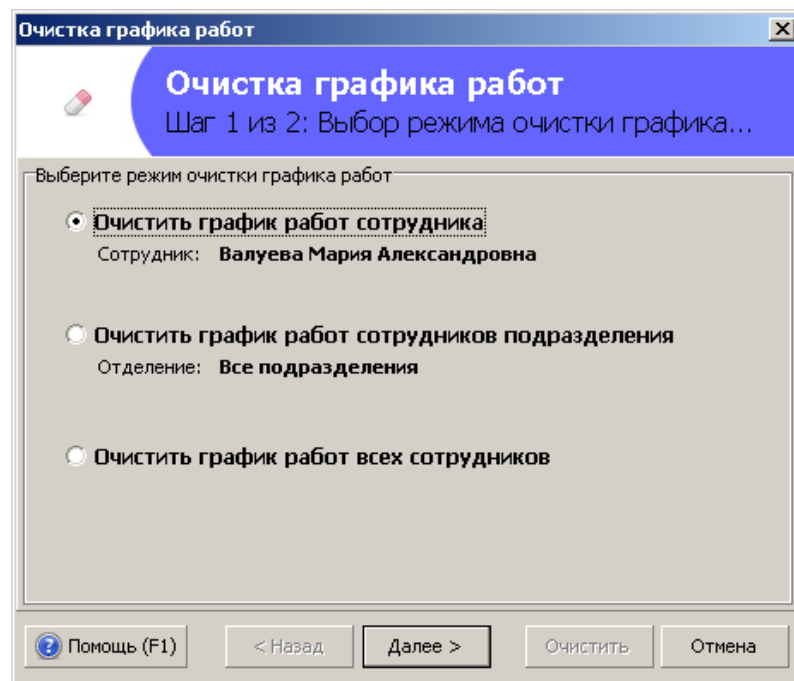 Очистка графика работ
Очистка графика работ
Шаг 1 из 2: Выбор режима очистки графика...
Выберите режим очистки графика работ
Очистить график работ сотрудника
Сотрудник: Валуева Мария Александровна
Очистить график работ сотрудников подразделения
Отделение: Все подразделения
Очистить график работ всех сотрудников
Помощь (F1) < Назад Далее > Очистить Отмена